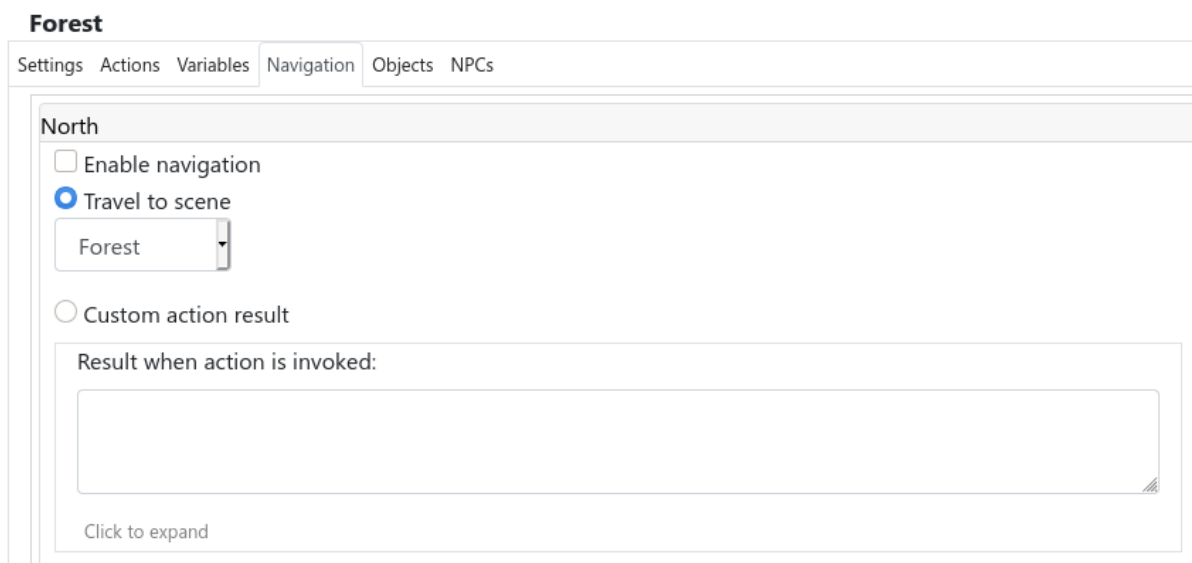 Forest
Settings Actions Variables Navigation Objects NPCs
North
Enable navigation
Travel to scene
Forest
Custom action result
Result when action is invoked:
Click to expand